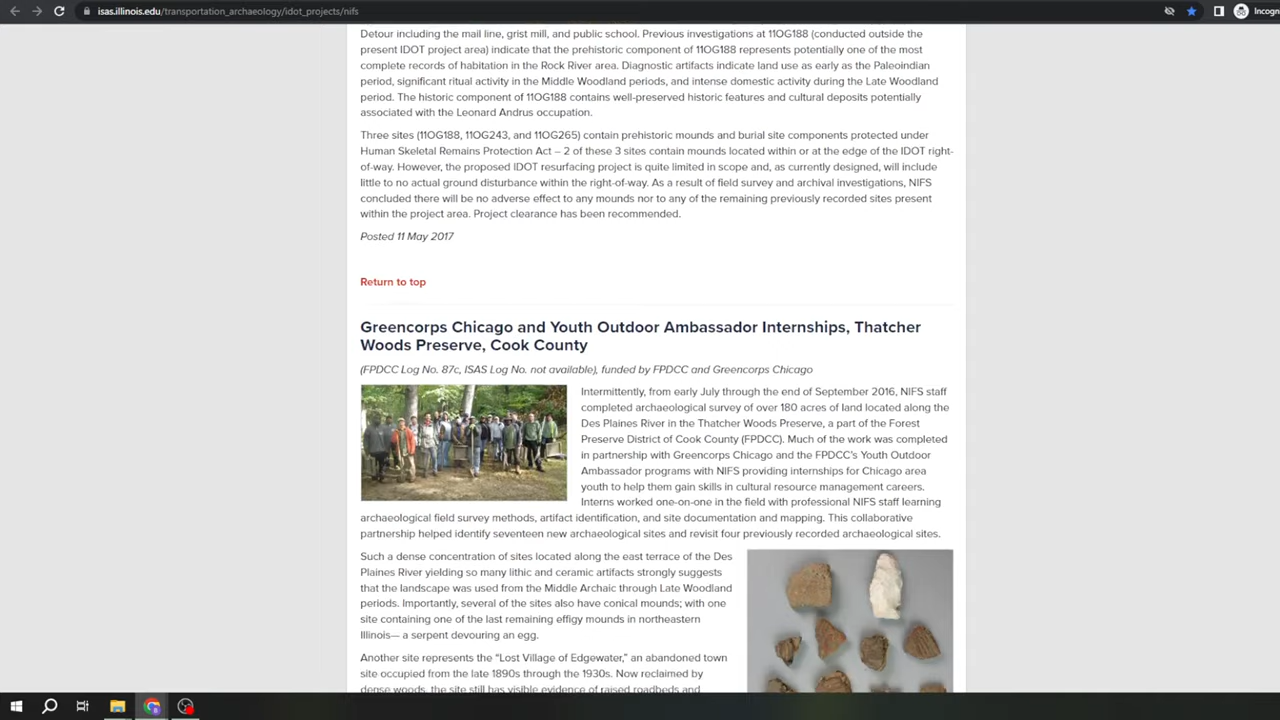 isas.illinois.edu/transportation_archaeology/idot_projects/nifs
Incogn
Detour including the mail line, grist mill, and public school. Previous investigations at 11OG188 (conducted outside the
present IDOT project area) indicate that the prehistoric component of 11OG188 represents potentially one of the most
complete records of habitation in the Rock River area. Diagnostic artifacts indicate land use as early as the Paleoindian
period, significant ritual activity in the Middle Woodland periods, and intense domestic activity during the Late Woodland
period. The historic component of 11OG188 contains well-preserved historic features and cultural deposits potentially
associated with the Leonard Andrus occupation.
Three sites (11OG188, 11OG243, and 11OG265) contain prehistoric mounds and burial site components protected under
Human Skeletal Remains Protection Act – 2 of these 3 sites contain mounds located within or at the edge of the IDOT right-
of-way. However, the proposed IDOT resurfacing project is quite limited in scope and, as currently designed, will include
little to no actual ground disturbance within the right-of-way. As a result of field survey and archival investigations, NIFS
concluded there will be no adverse effect to any mounds nor to any of the remaining previously recorded sites present
within the project area. Project clearance has been recommended.
Posted 11 May 2017
Return to top
Greencorps Chicago and Youth Outdoor Ambassador Internships, Thatcher
Woods Preserve, Cook County
(FPDCC Log No. 87c, ISAS Log No. not available), funded by FPDCC and Greencorps Chicago
Intermittently, from early July through the end of September 2016, NIFS staff
completed archaeological survey of over 180 acres of land located along the
Des Plaines River in the Thatcher Woods Preserve, a part of the Forest
Preserve District of Cook County (FPDCC). Much of the work was completed
in partnership with Greencorps Chicago and the FPDCC's Youth Outdoor
Ambassador programs with NIFS providing internships for Chicago area
youth to help them gain skills in cultural resource management careers.
Interns worked one-on-one in the field with professional NIFS staff learning
archaeological field survey methods, artifact identification, and site documentation and mapping. This collaborative
partnership helped identify seventeen new archaeological sites and revisit four previously recorded archaeological sites.
Such a dense concentration of sites located along the east terrace of the Des
Plaines River yielding so many lithic and ceramic artifacts strongly suggests
that the landscape was used from the Middle Archaic through Late Woodland
periods. Importantly, several of the sites also have conical mounds; with one
site containing one of the last remaining effigy mounds in northeastern
Illinois— a serpent devouring an egg.
Another site represents the “Lost Village of Edgewater,” an abandoned town
site occupied from the late 1890s through the 1930s. Now reclaimed by
dense woods, the site still has visible evidence of raised roadbeds and